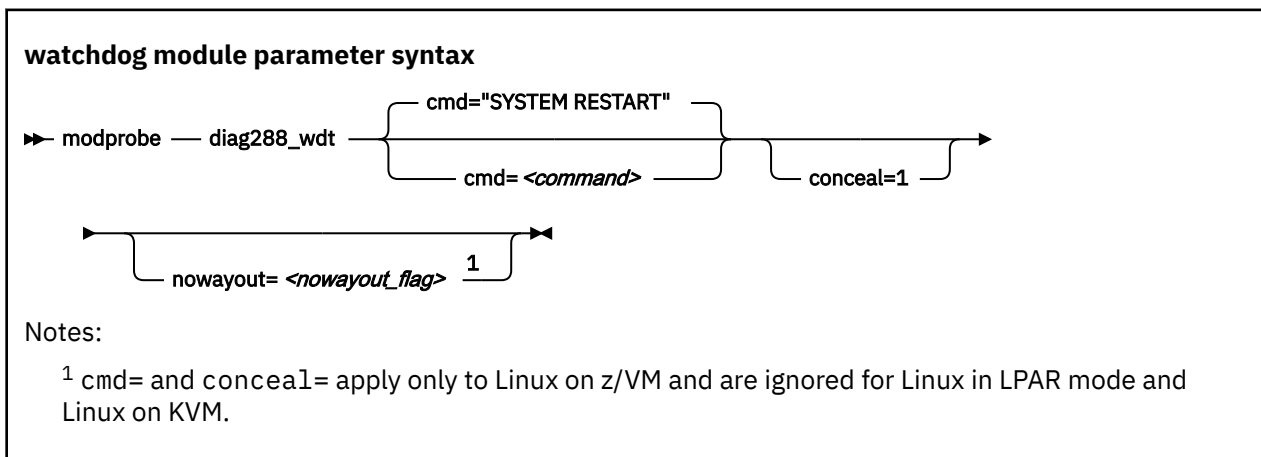 watchdog module parameter syntax
cmd="SYSTEM RESTART"
modprobe diag288_wdt
cmd= <command>
conceal=1
nowayout= <nowayout_flag> 1
Notes:
1 cmd= and conceal= apply only to Linux on z/VM and are ignored for Linux in LPAR mode and
Linux on KVM.